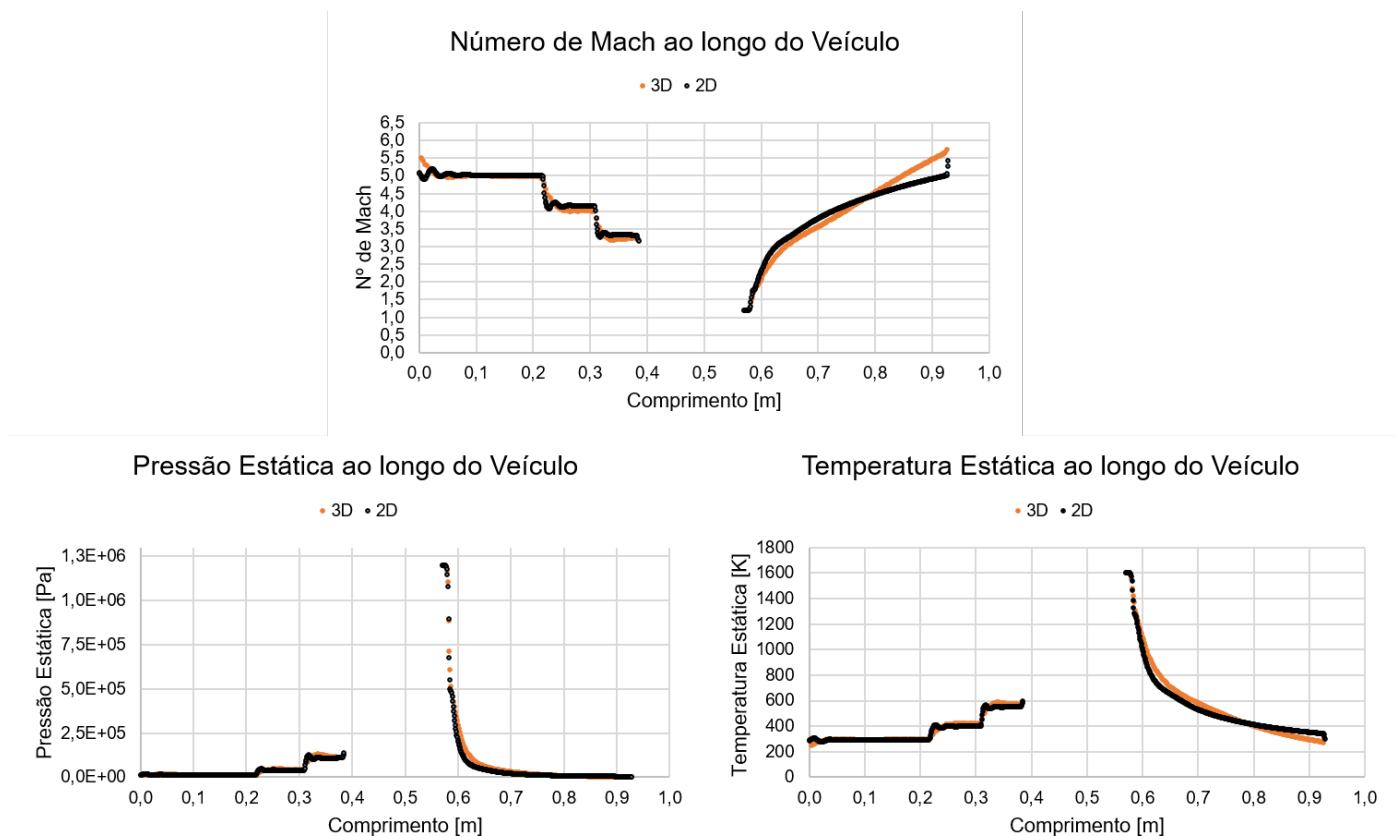 Número de Mach ao longo do Veículo
3D 2D
6,5
6,0
5,5
5,0
4,5
4,0
3,5
3,0
2,5
2,0
1,5
1,0
0,5
0,0
Nº de Mach
0,0 0,1 0,2 0,3 0,4 0,5 0,6 0,7 0,8 0,9 1,0
Comprimento [m]
Pressão Estática ao longo do Veículo
3D 2D
1,3E+06
1,0E+06
7,5E+05
5,0E+05
2,5E+05
0,0E+00
Pressão Estática [Pa]
0,0 0,1 0,2 0,3 0,4 0,5 0,6 0,7 0,8 0,9 1,0
Comprimento [m]
Temperatura Estática ao longo do Veículo
3D 2D
1800
1600
1400
1200
1000
800
600
400
200
0
Temperatura Estática [K]
0,0 0,1 0,2 0,3 0,4 0,5 0,6 0,7 0,8 0,9 1,0
Comprimento [m]